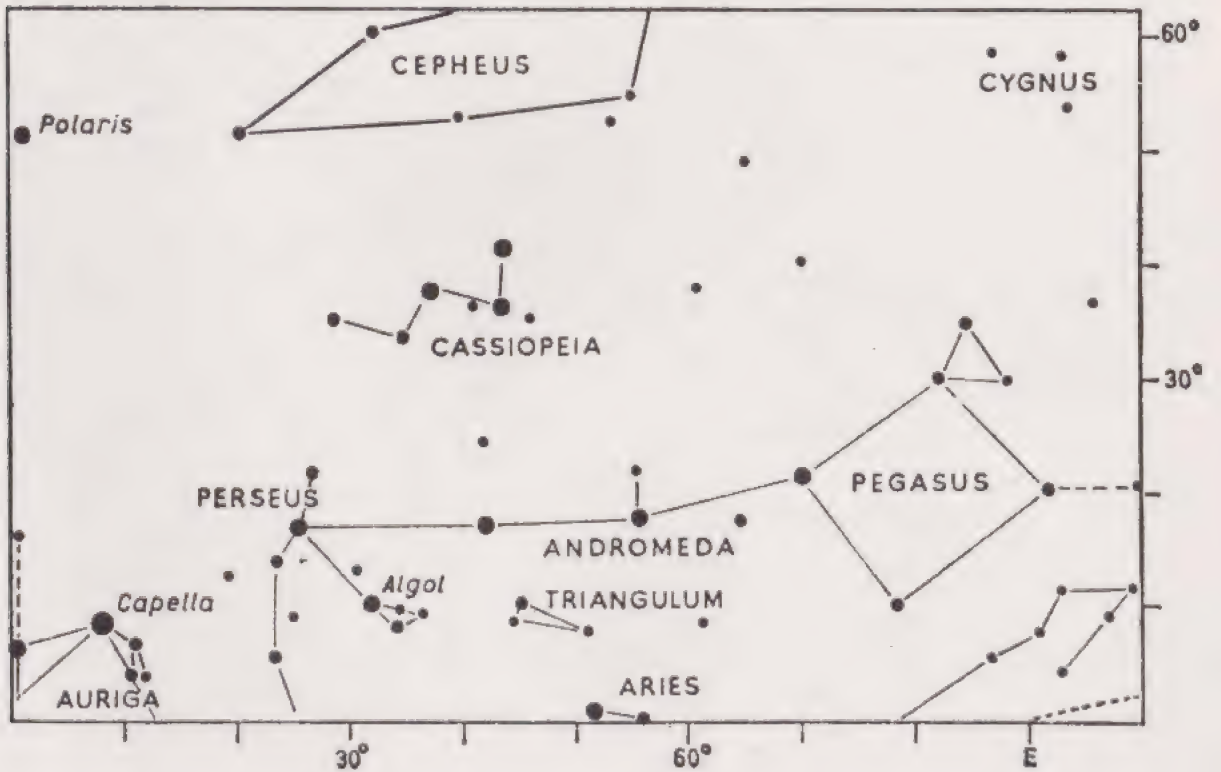 60°
CEPHEUS
CYGNUS
Polaris
CASSIOPEIA
30°
PERSEUS
PEGASUS
ANDROMEDA
Algol
Capella
TRIANGULUM
ARIES
AURIGA
30°
60°
E